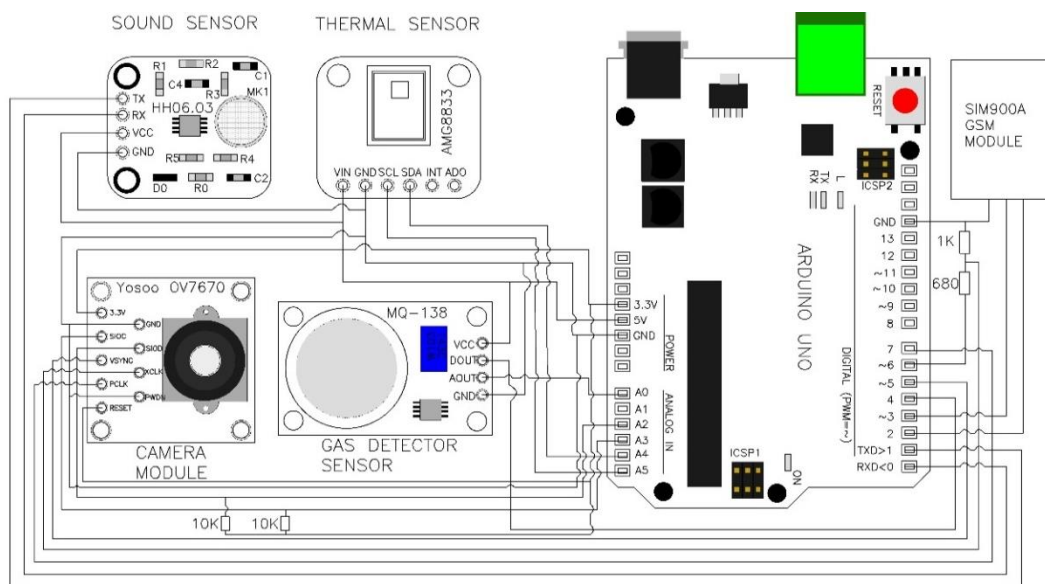 SOUND SENSOR
R1
R2
C1
C4
R3
MK1
TX
HH06.03
RX
VCC
GND
R5
R4
D0
R0
C2
THERMAL SENSOR
AMG8833
VIN GND SCL SDA INT ADO
RESET
SIM900A
GSM
MODULE
ICSP2
L
TX
RX
ARDUINO UNO
GND
13
12
~11
~10
~9
8
7
~6
~5
4
~3
2
TXD>1
RXD<0
DIGITAL (PWM=~)
1K
680
3.3V
5V
GND
POWER
A0
A1
A2
A3
A4
A5
ANALOG IN
ICSP1
ON
Yosoo OV7670
3.3V
GND
SIOC
SIOD
VSYNC
XCLK
PCLK
PWDN
RESET
CAMERA
MODULE
MQ-138
VCC
DOUT
AOUT
GND
GAS DETECTOR
SENSOR
10K
10K